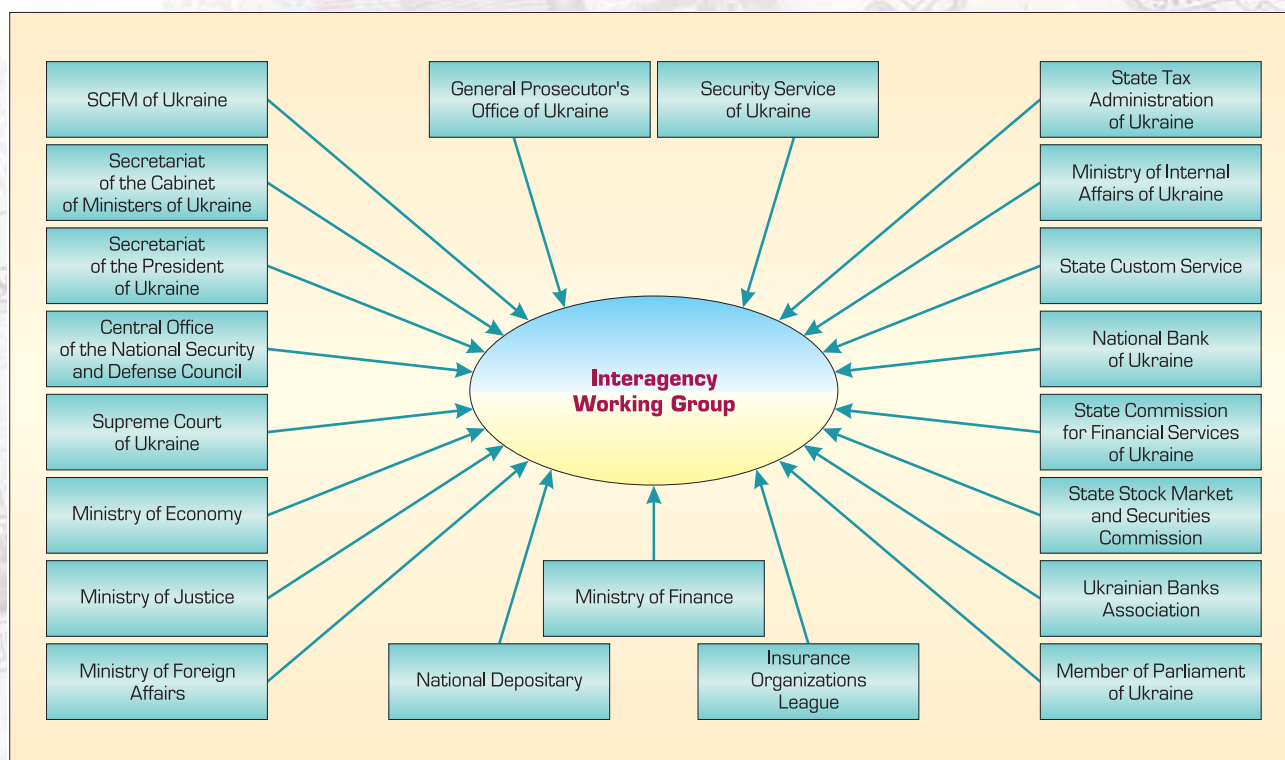 SCFM of Ukraine
Secretariat
of the Cabinet
of Ministers of Ukraine
Secretariat
of the President
of Ukraine
Central Office
of the National Security
and Defense Council
Supreme Court
of Ukraine
Ministry of Economy
Ministry of Justice
Ministry of Foreign
Affairs
General Prosecutor's
Office of Ukraine
Security Service
of Ukraine
Interagency
Working Group
Ministry of Finance
National Depositary
Insurance
Organizations
League
State Tax
Administration
of Ukraine
Ministry of Internal
Affairs of Ukraine
State Custom Service
National Bank
of Ukraine
State Commission
for Financial Services
of Ukraine
State Stock Market
and Securities
Commission
Ukrainian Banks
Association
Member of Parliament
of Ukraine